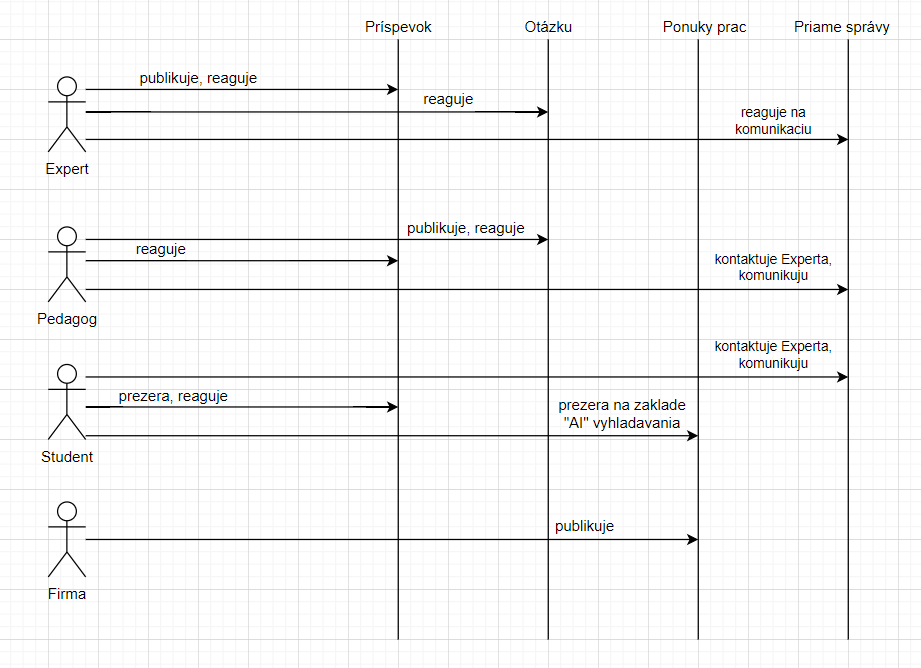 Príspevok
Otázku
Ponuky prac
Priame správy
publikuje, reaguje
reaguje
reaguje na
komunikaciu
Expert
publikuje, reaguje
reaguje
kontaktuje Experta,
komunikuju
Pedagog
kontaktuje Experta,
komunikuju
prezera, reaguje
prezera na zaklade
"AI" vyhladavania
Student
publikuje
Firma